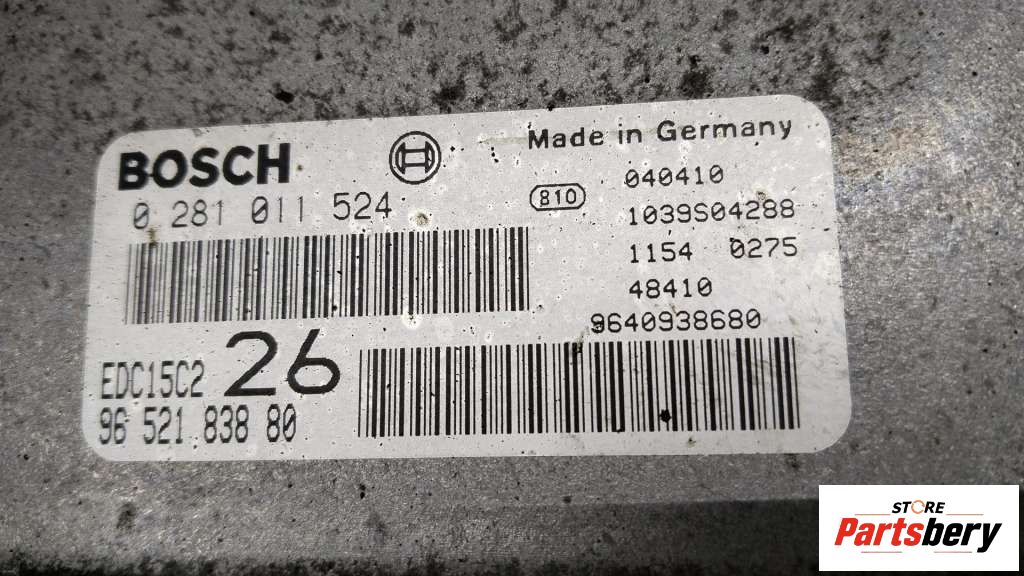 BOSCH
Made in Germany
0 281 011 524
810
040410
1039S04288
1154 0275
48410
9640938680
EDC15C2 26
96 521 838 80
STORE
Partsbery